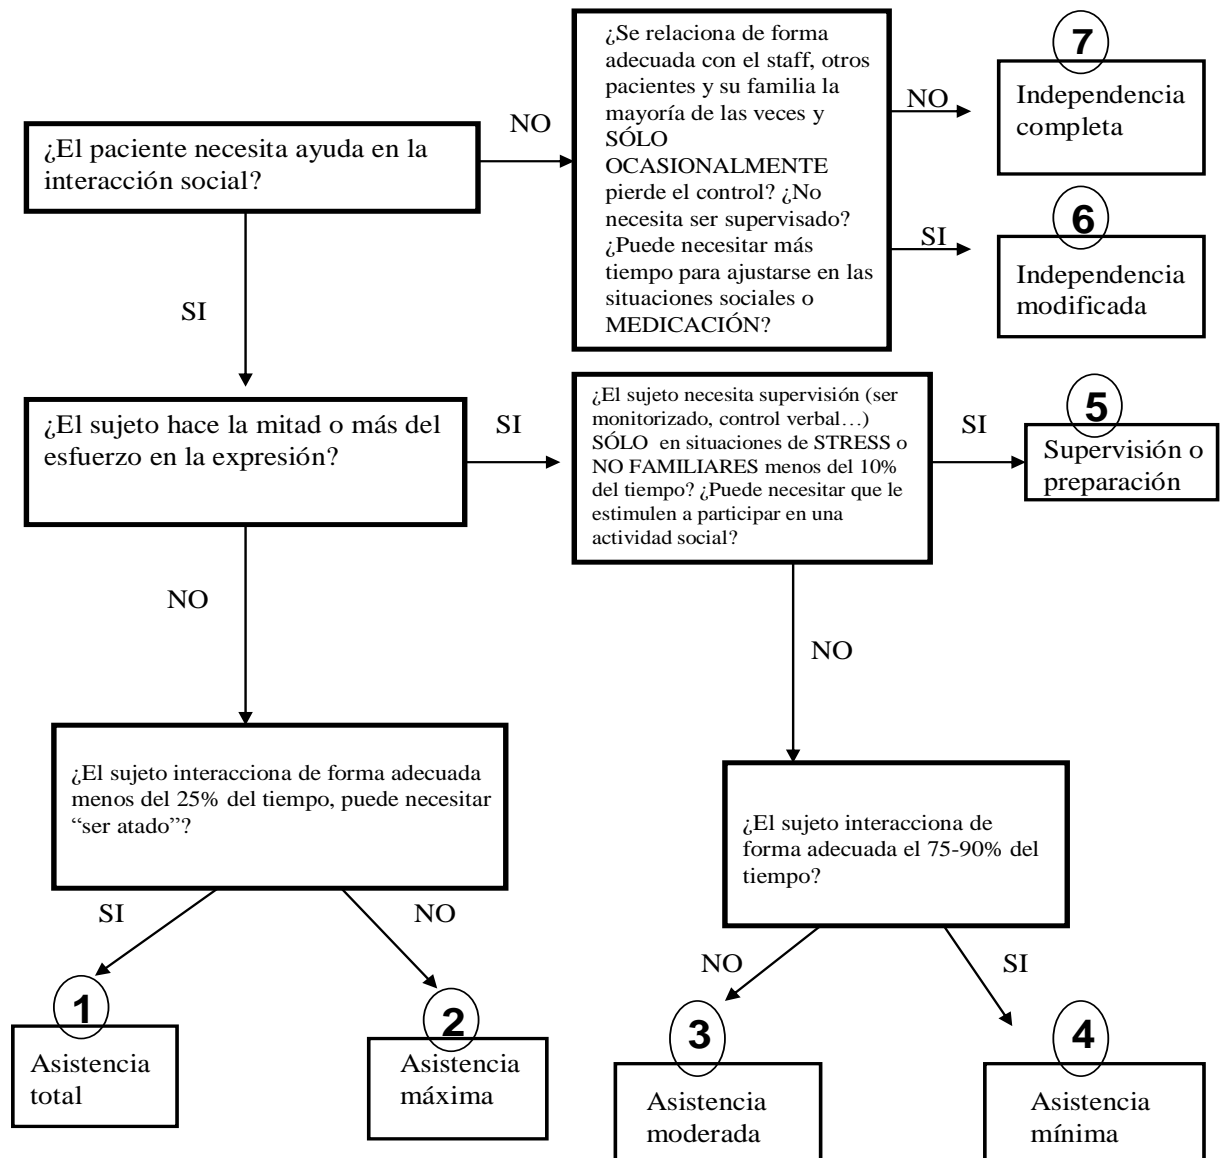 ¿Se relaciona de forma
adecuada con el staff, otros
pacientes y su familia la
mayoría de las veces y
SÓLO
OCASIONALMENTE
pierde el control? ¿No
necesita ser supervisado?
¿Puede necesitar más
tiempo para ajustarse en las
situaciones sociales o
MEDICACIÓN?
7
NO
Independencia
completa
NO
¿El paciente necesita ayuda en la
interacción social?
6
SI
Independencia
modificada
SI
¿El sujeto hace la mitad o más del
esfuerzo en la expresión?
SI
¿El sujeto necesita supervisión (ser
monitorizado, control verbal…)
SÓLO en situaciones de STRESS o
NO FAMILIARES menos del 10%
del tiempo? ¿Puede necesitar que le
estimulen a participar en una
actividad social?
SI
5
Supervisión o
preparación
NO
NO
¿El sujeto interacciona de forma adecuada
menos del 25% del tiempo, puede necesitar
“ser atado”?
¿El sujeto interacciona de
forma adecuada el 75-90% del
tiempo?
SI
NO
NO
SI
1
Asistencia
total
2
Asistencia
máxima
3
Asistencia
moderada
4
Asistencia
mínima